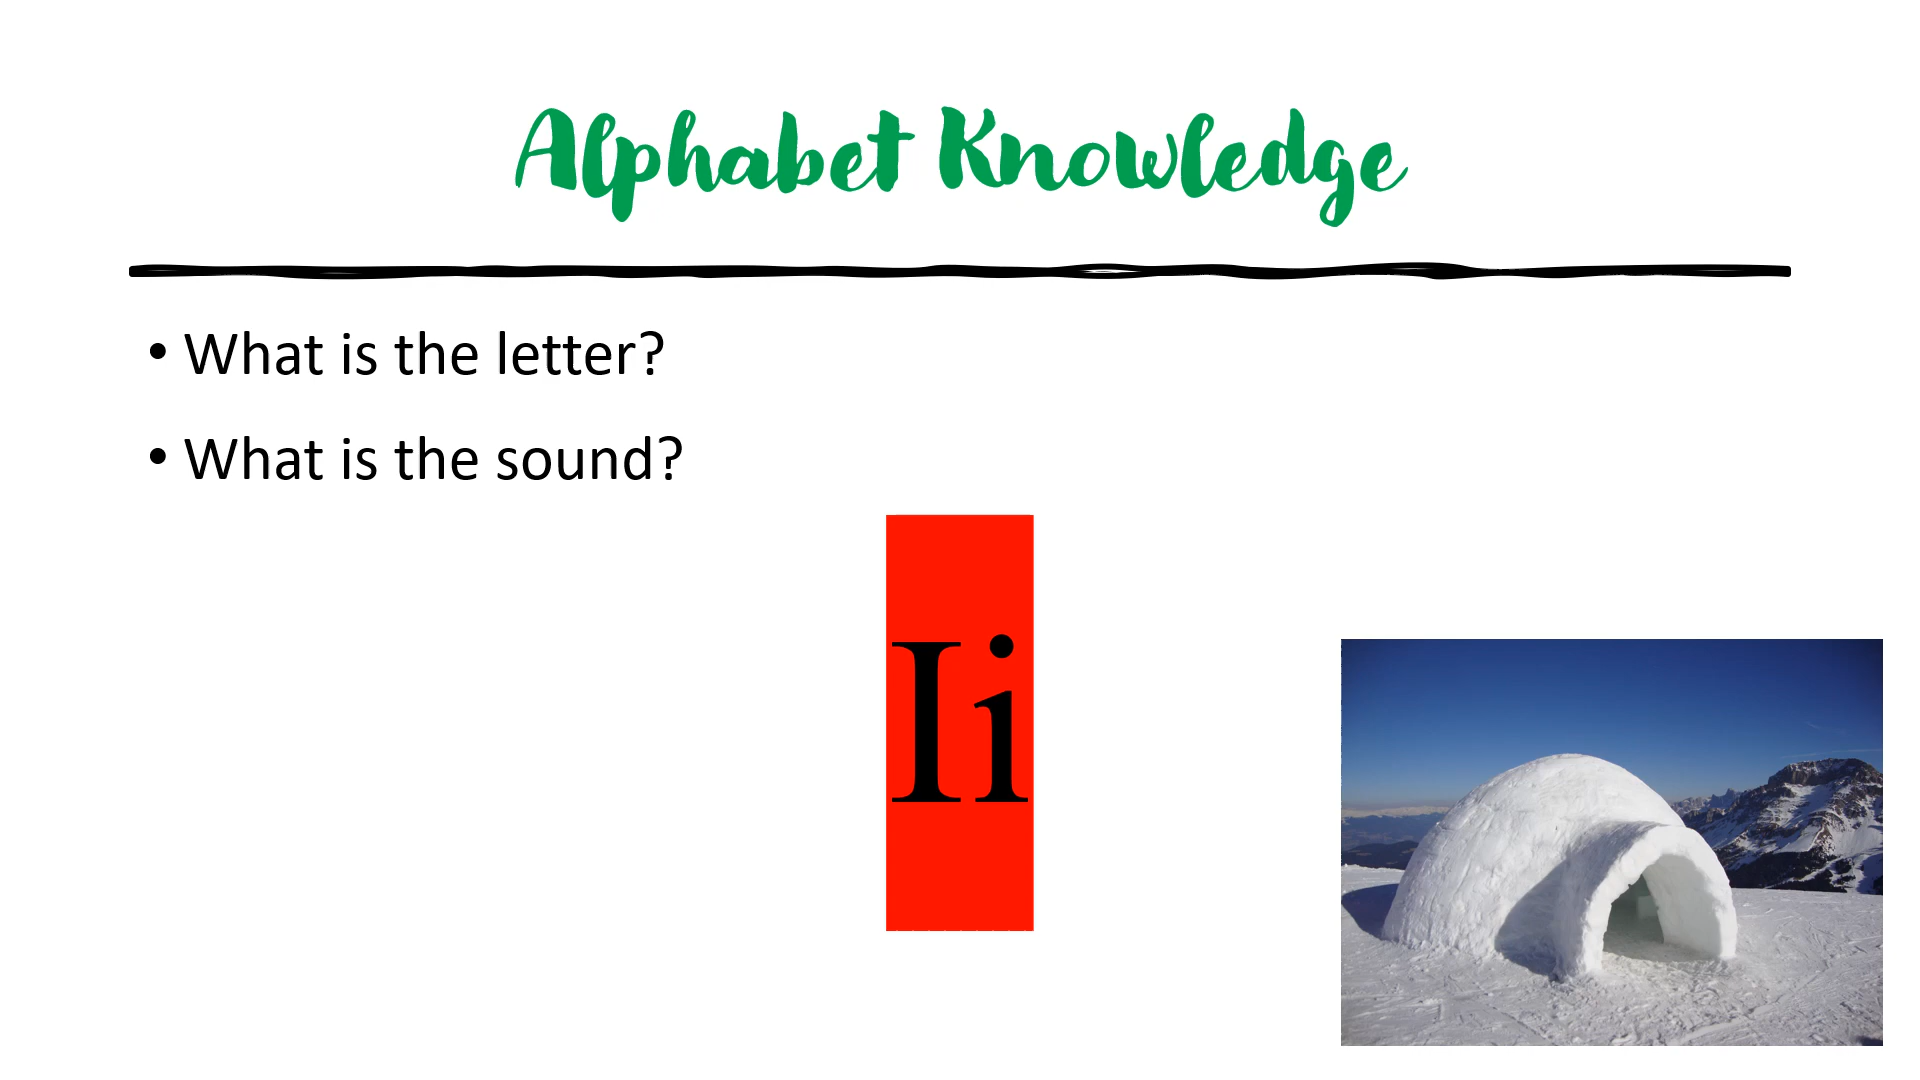 Alphabet Knowledge
• What is the letter?
• What is the sound?
Ii